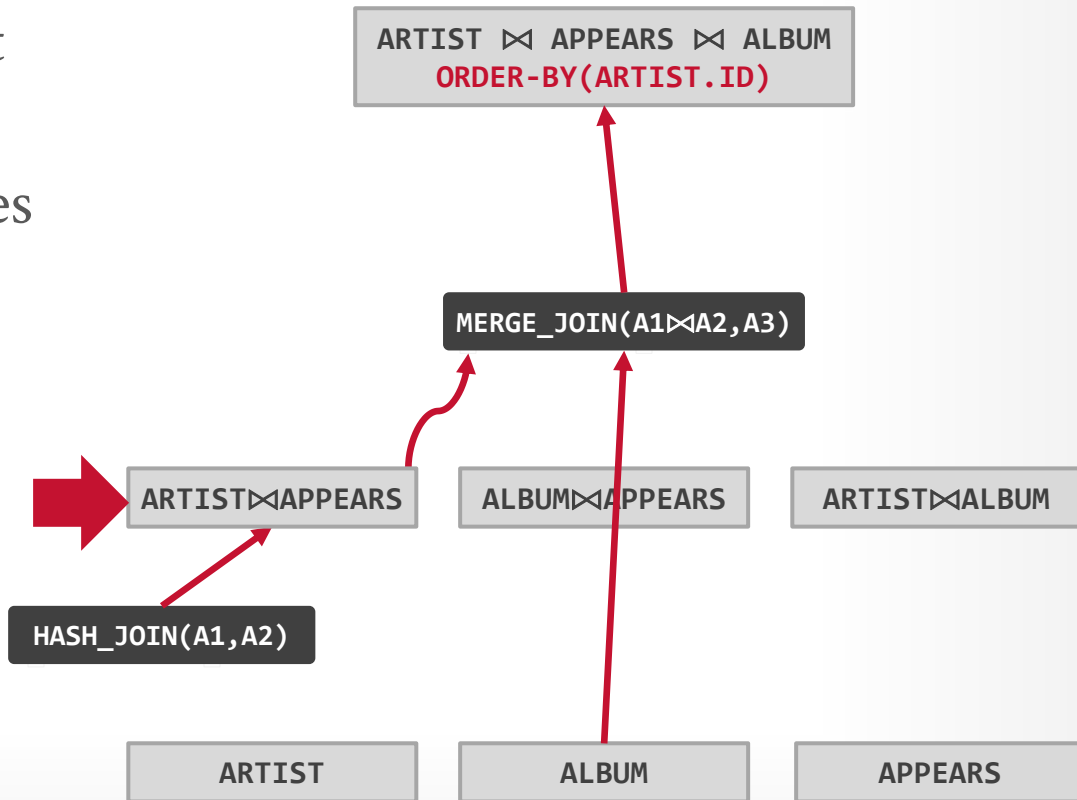 t
ARTIST ⋈ APPEARS ⋈ ALBUM
ORDER-BY(ARTIST.ID)
es
MERGE_JOIN(A1⋈A2,A3)
ARTIST⋈APPEARS
ALBUM⋈APPEARS
ARTIST⋈ALBUM
HASH_JOIN(A1,A2)
ARTIST
ALBUM
APPEARS